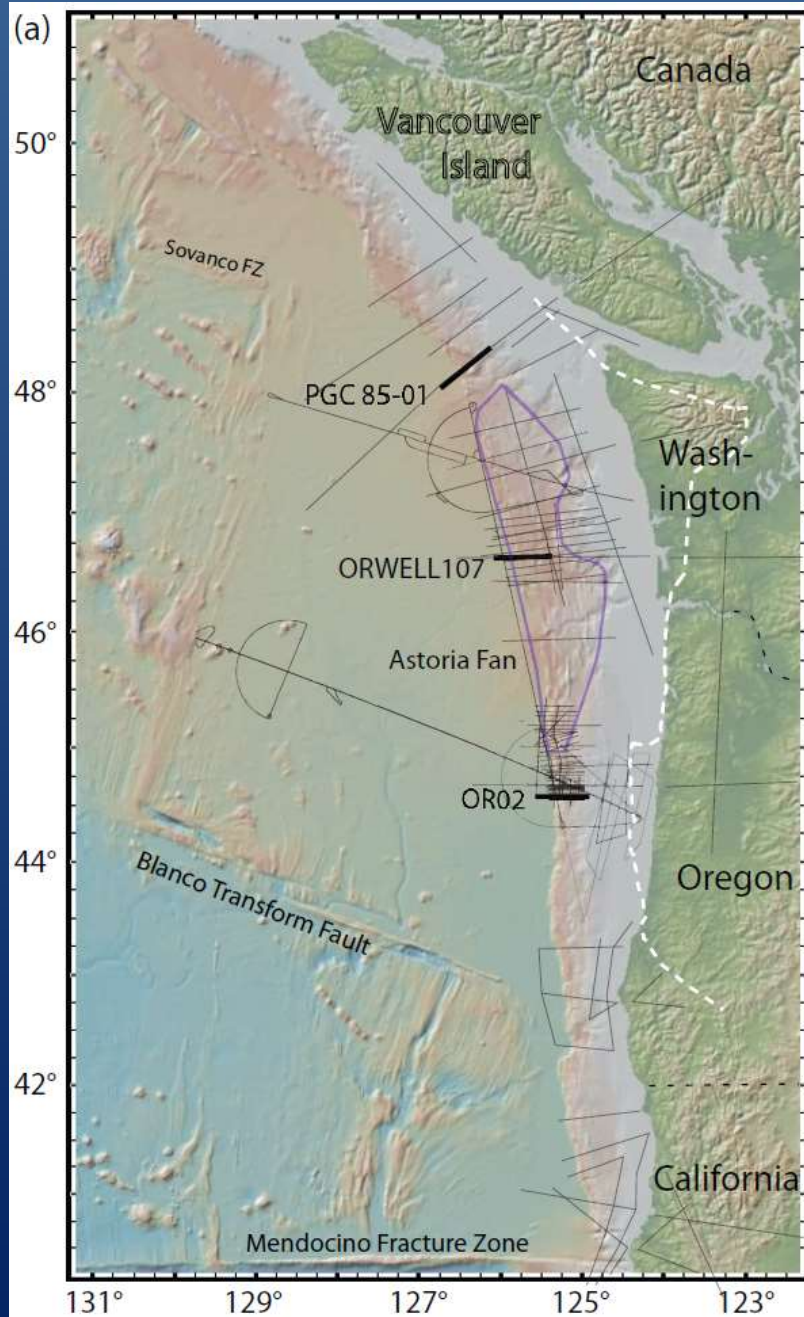 (a)
Canada
50°
Vancouver
Island
Sovanco FZ
48°
PGC 85-01
Wash-
ington
ORWELL107
46°
Astoria Fan
OR02
44°
Blanco Transform Fault
Oregon
42°
California
Mendocino Fracture Zone
131°
129°
127°
125°
123°